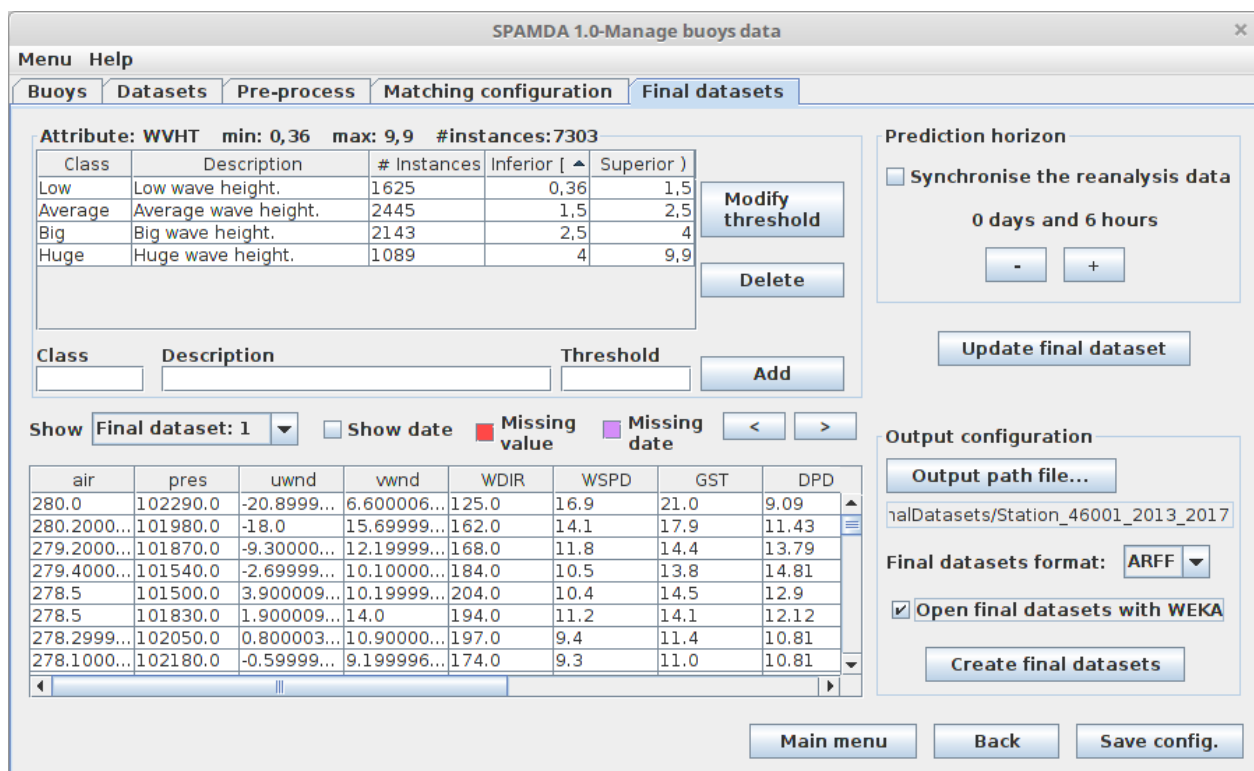 SPAMDA 1.0-Manage buoys data
Menu Help
Buoys Datasets Pre-process Matching configuration Final datasets
Attribute: WVHT min: 0,36 max: 9,9 #instances:7303
Class Description # Instances Inferior [ Superior )
Low Low wave height. 1625 0,36 1,5
Average Average wave height. 2445 1,5 2,5
Big Big wave height. 2143 2,5 4
Huge Huge wave height. 1089 4 9,9
Modify
threshold
Delete
Class Description Threshold
Add
Prediction horizon
Synchronise the reanalysis data
0 days and 6 hours
- +
Update final dataset
Show Final dataset: 1 Show date Missing
value Missing
date < >
air pres uwnd vwnd WDIR WSPD GST DPD
280.0 102290.0 -20.8999... 6.600006... 125.0 16.9 21.0 9.09
280.2000... 101980.0 -18.0 15.69999... 162.0 14.1 17.9 11.43
279.2000... 101870.0 -9.30000... 12.19999... 168.0 11.8 14.4 13.79
279.4000... 101540.0 -2.69999... 10.10000... 184.0 10.5 13.8 14.81
278.5 101500.0 3.900009... 10.19999... 204.0 10.4 14.5 12.9
278.5 101830.0 1.900009... 14.0 194.0 11.2 14.1 12.12
278.2999... 102050.0 0.800003... 10.90000... 197.0 9.4 11.4 10.81
278.1000... 102180.0 -0.59999... 9.199996... 174.0 9.3 11.0 10.81
Output configuration
Output path file...
nalDatasets/Station_46001_2013_2017
Final datasets format: ARFF
Open final datasets with WEKA
Create final datasets
Main menu Back Save config.